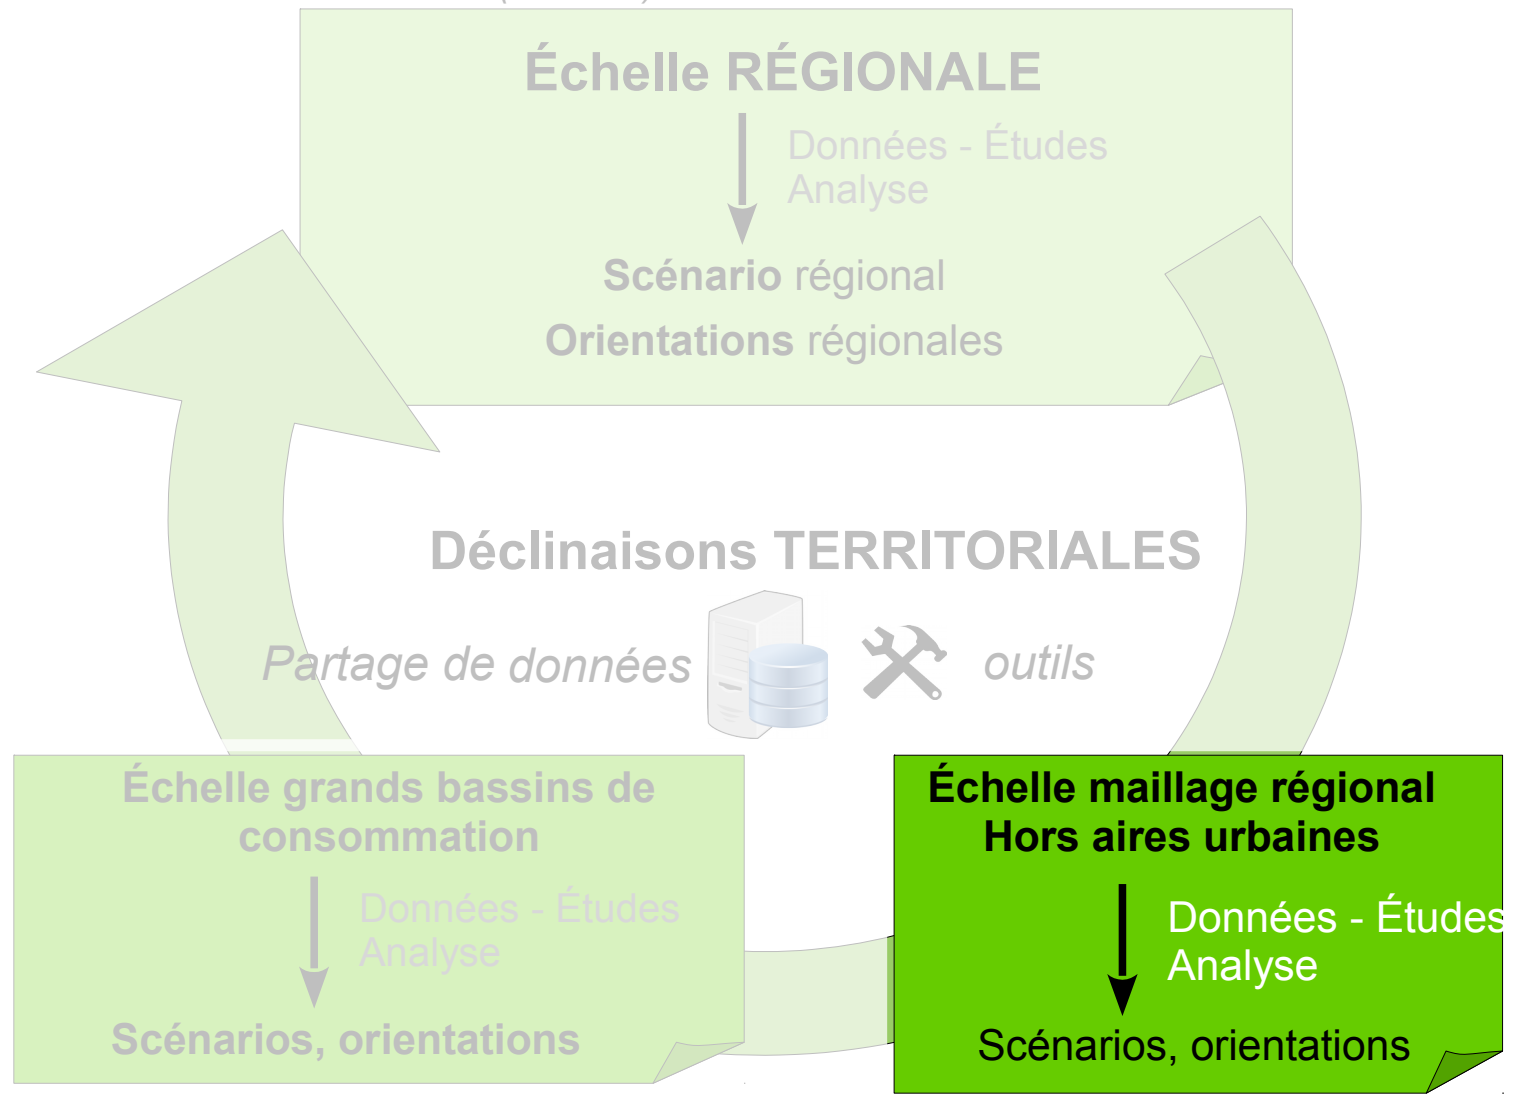 Échelle RÉGIONALE
Données - Études
Analyse
Scénario régional
Orientations régionales
Déclinaisons TERRITORIALES
Partage de données
outils
Échelle grands bassins de
consommation
Données - Études
Analyse
Scénarios, orientations
Échelle maillage régional
Hors aires urbaines
Données - Études
Analyse
Scénarios, orientations